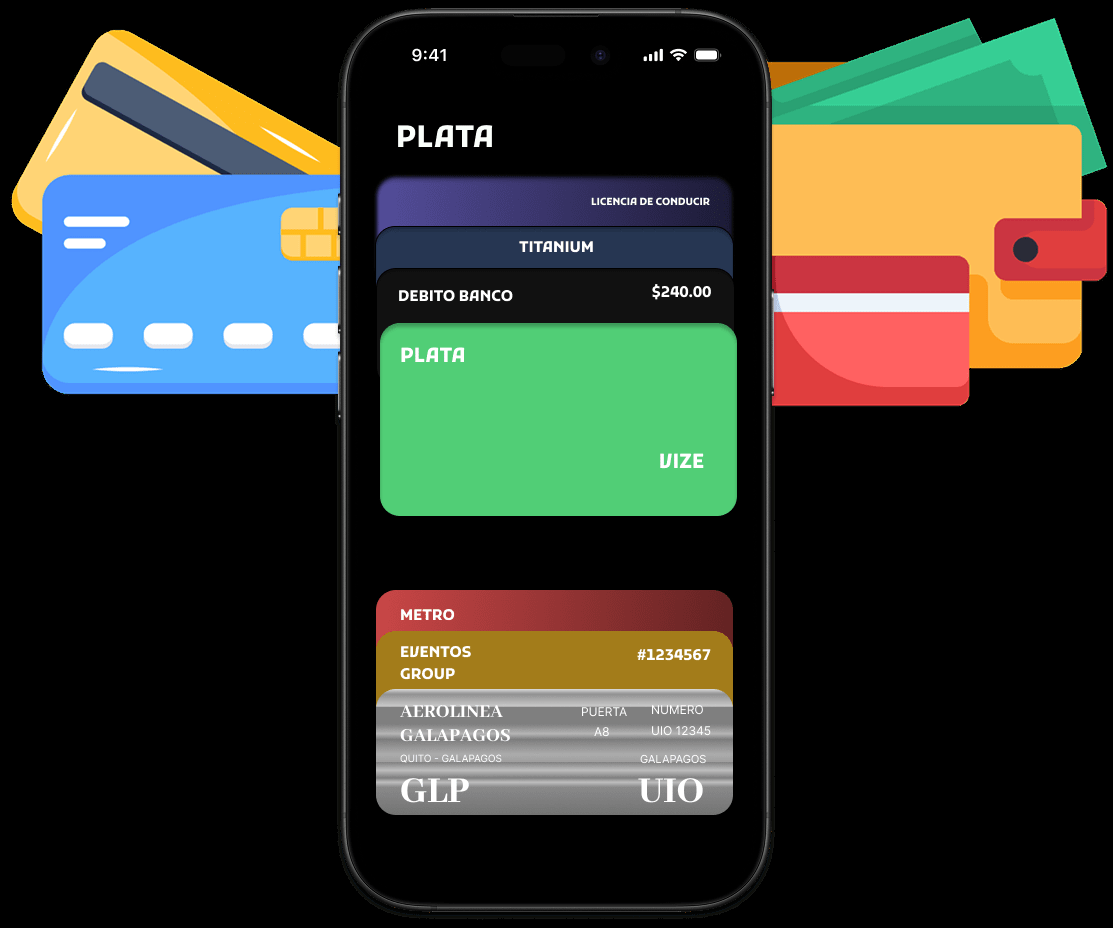 9:41
PLATA
LICENCIA DE CONDUCIR
TITANIUM
DEBITO BANCO
$240.00
PLATA
VIZE
METRO
EVENTOS
GROUP
#1234567
AEROLINEA
GALAPAGOS
PUERTA
A8
NUMERO
UIO 12345
QUITO - GALAPAGOS
GALAPAGOS
GLP
UIO